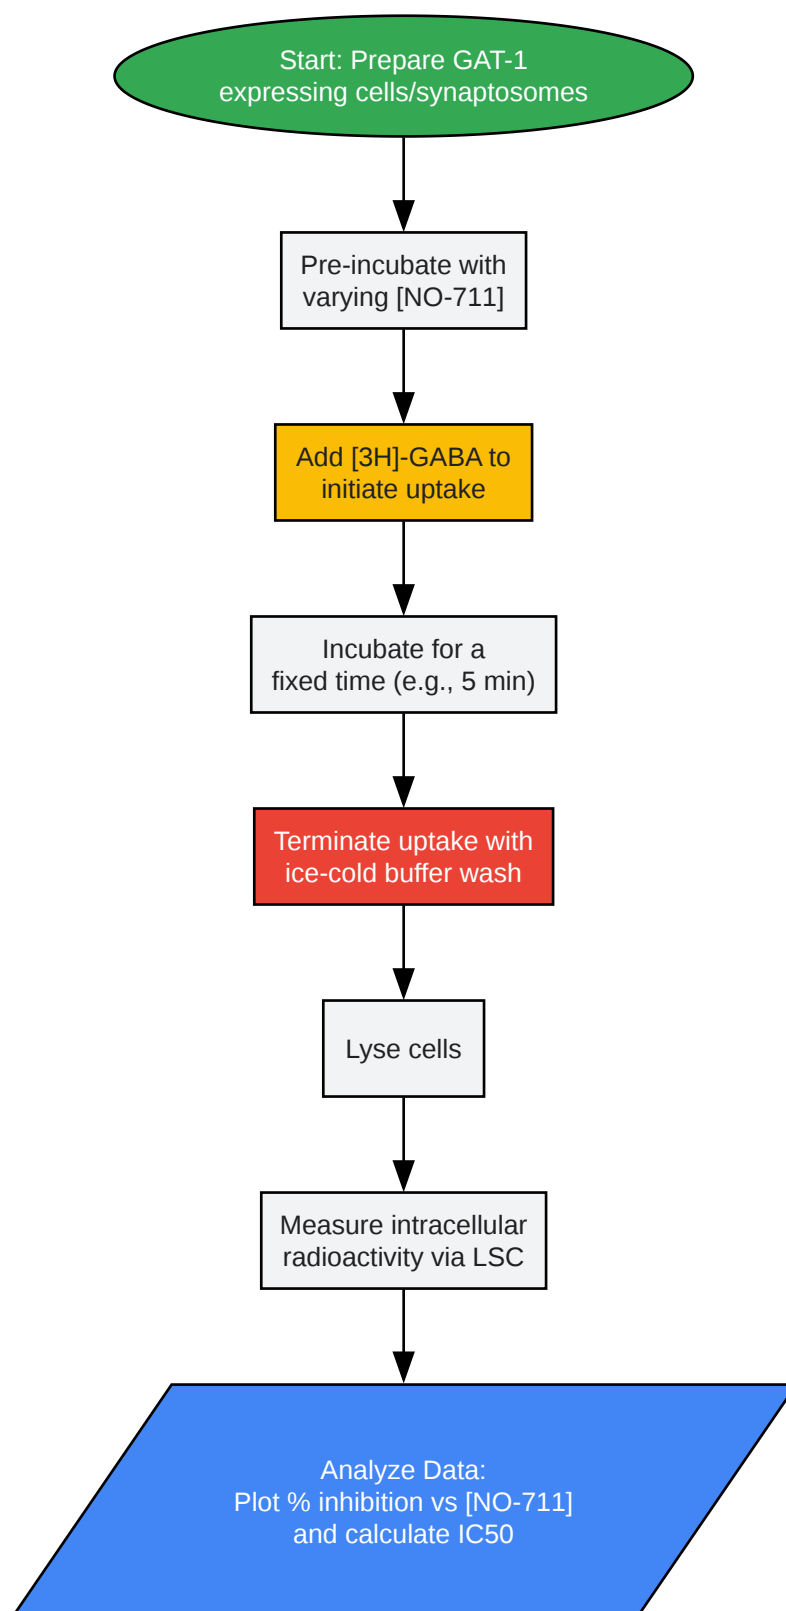 Start: Prepare GAT-1
expressing cells/synaptosomes
Pre-incubate with
varying [NO-711]
Add [3H]-GABA to
initiate uptake
Incubate for a
fixed time (e.g., 5 min)
Terminate uptake with
ice-cold buffer wash
Lyse cells
Measure intracellular
radioactivity via LSC
Analyze Data:
Plot % inhibition vs [NO-711]
and calculate IC50